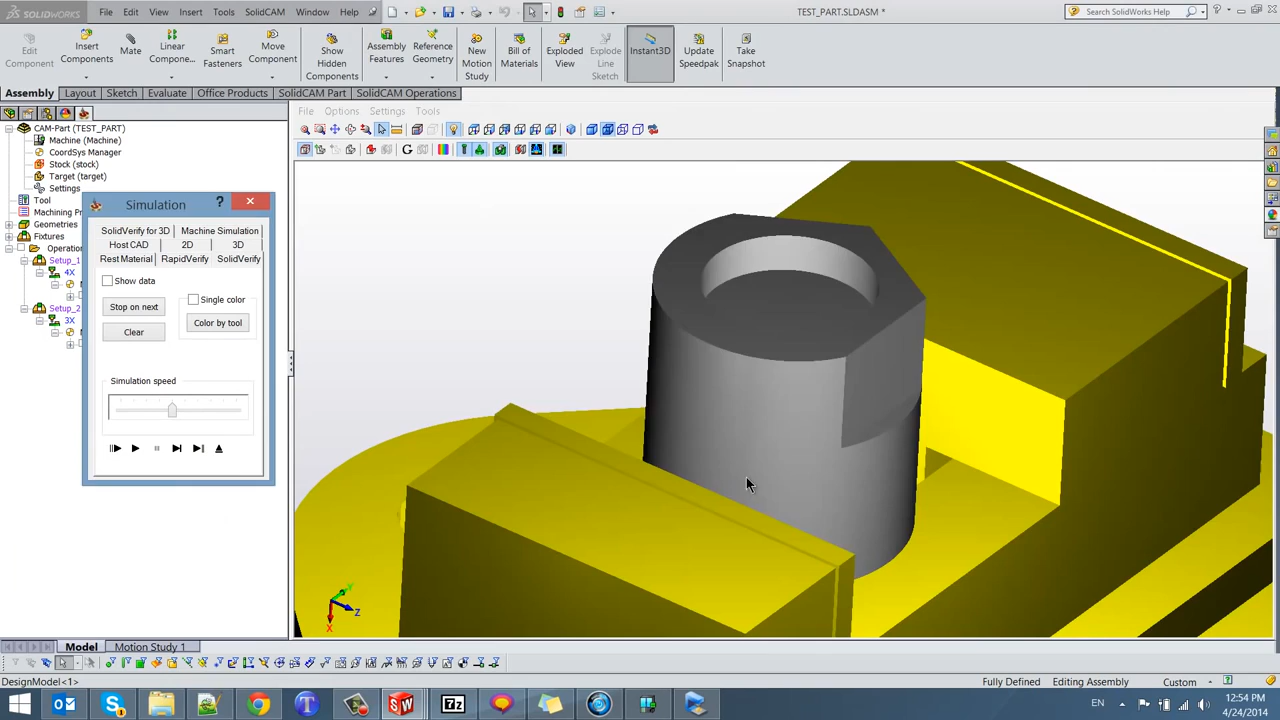 SOLIDWORKS File Edit View Insert Tools SolidCAM Window Help TEST_PART.SLDASM * Search SolidWorks Help
Edit Component
Insert Components
Mate
Linear Compone...
Smart Fasteners
Move Component
Show Hidden Components
Assembly Features
Reference Geometry
New Motion Study
Bill of Materials
Exploded View
Explode Line Sketch
Instant3D
Update Speedpak
Take Snapshot
Assembly Layout Sketch Evaluate Office Products SolidCAM Part SolidCAM Operations
File Options Settings Tools
CAM-Part (TEST_PART)
Machine (Machine)
CoordSys Manager
Stock (stock)
Target (target)
Settings
Tool
Machining Pr
Geometries
Fixtures
Operation
Setup_1
4X
Setup_2
3X
Simulation ?
SolidVerify for 3D Machine Simulation
Host CAD 2D 3D
Rest Material RapidVerify SolidVerify
Show data
Stop on next
Single color
Clear
Color by tool
Simulation speed
X
Y
Z
Model Motion Study 1
DesignModel<1> Fully Defined Editing Assembly Custom
EN
12:54 PM
4/24/2014